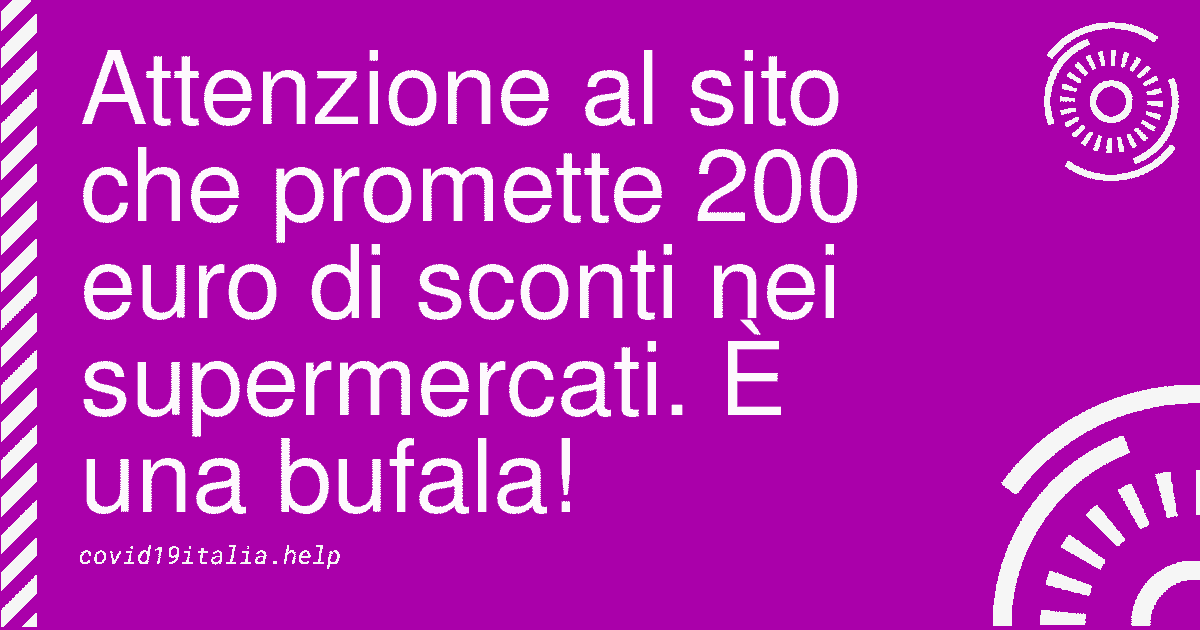 Attenzione al sito
che promette 200
euro di sconti nei
supermercati. È
una bufala!
covid19italia.help